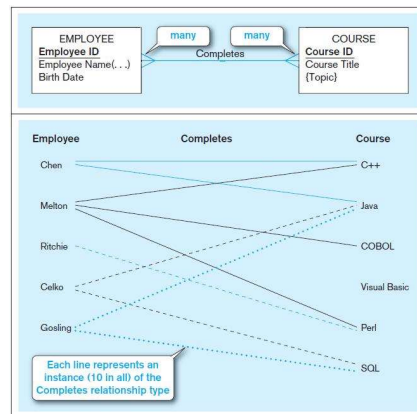 EMPLOYEE
Employee ID
Employee Name(. . .)
Birth Date
many
many
Completes
COURSE
Course ID
Course Title
{Topic}
Employee Completes Course
Chen
C++
Melton
Java
Ritchie
COBOL
Celko
Visual Basic
Gosling
Perl
SQL
Each line represents an
instance (10 in all) of the
Completes relationship type